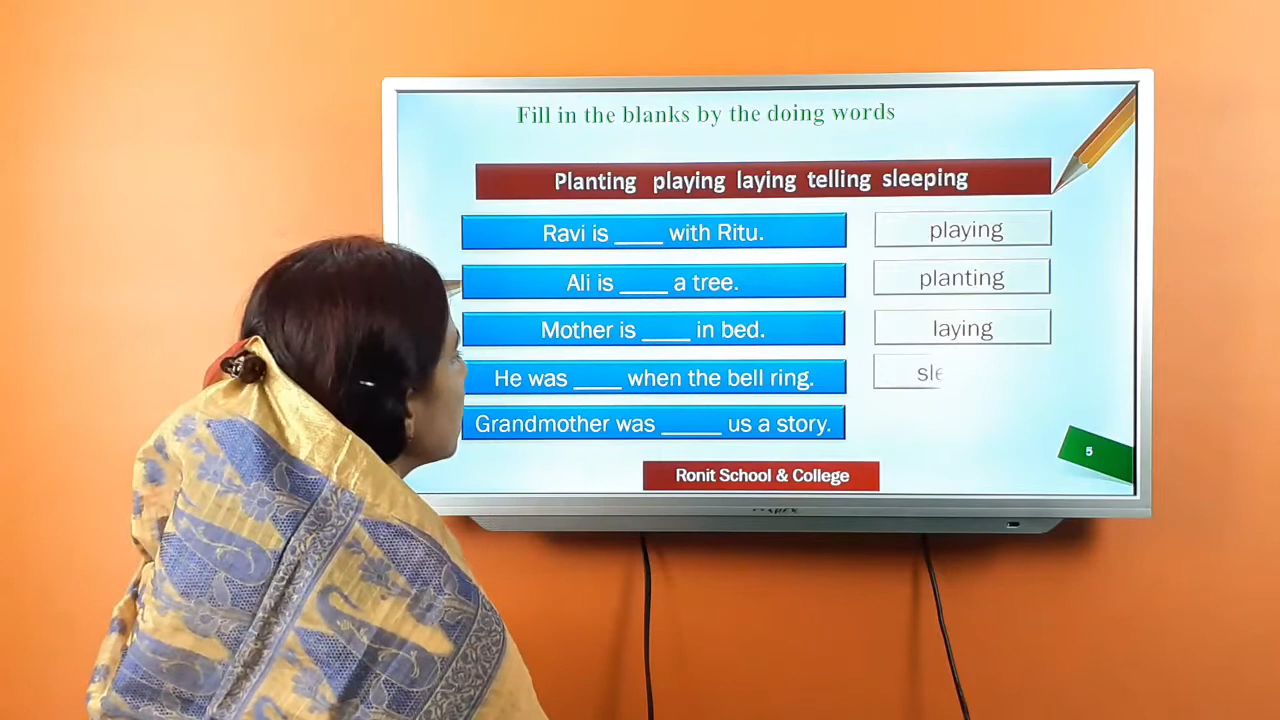 Fill in the blanks by the doing words
Planting playing laying telling sleeping
Ravi is ____ with Ritu.
playing
Ali is ____ a tree.
planting
Mother is ____ in bed.
laying
He was ____ when the bell ring.
sle
Grandmother was _____ us a story.
5
Ronit School & College